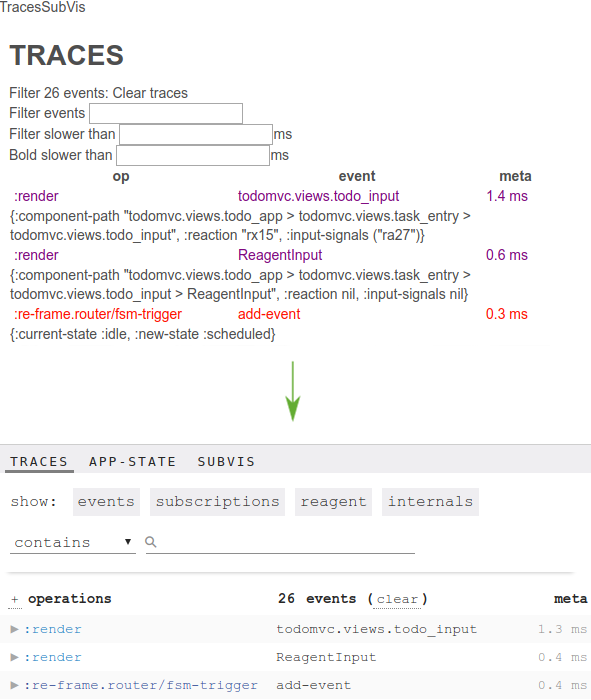 TracesSubVis
TRACES
Filter 26 events: Clear traces
Filter events
Filter slower than ms
Bold slower than ms
op event meta
:render todomvc.views.todo_input 1.4 ms
{:component-path "todomvc.views.todo_app > todomvc.views.task_entry >
todomvc.views.todo_input", :reaction "rx15", :input-signals ("ra27")}
:render ReagentInput 0.6 ms
{:component-path "todomvc.views.todo_app > todomvc.views.task_entry >
todomvc.views.todo_input > ReagentInput", :reaction nil, :input-signals nil}
:re-frame.router/fsm-trigger add-event 0.3 ms
{:current-state :idle, :new-state :scheduled}
TRACES APP-STATE SUBVIS
show: events subscriptions reagent internals
contains
+ operations 26 events (clear) meta
:render todomvc.views.todo_input 1.3 ms
:render ReagentInput 0.4 ms
:re-frame.router/fsm-trigger add-event 0.4 ms